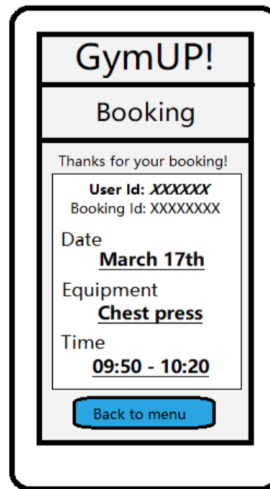 GymUP!
Booking
Thanks for your booking!
User Id: XXXXXX
Booking Id: XXXXXXXX
Date
March 17th
Equipment
Chest press
Time
09:50 - 10:20
Back to menu